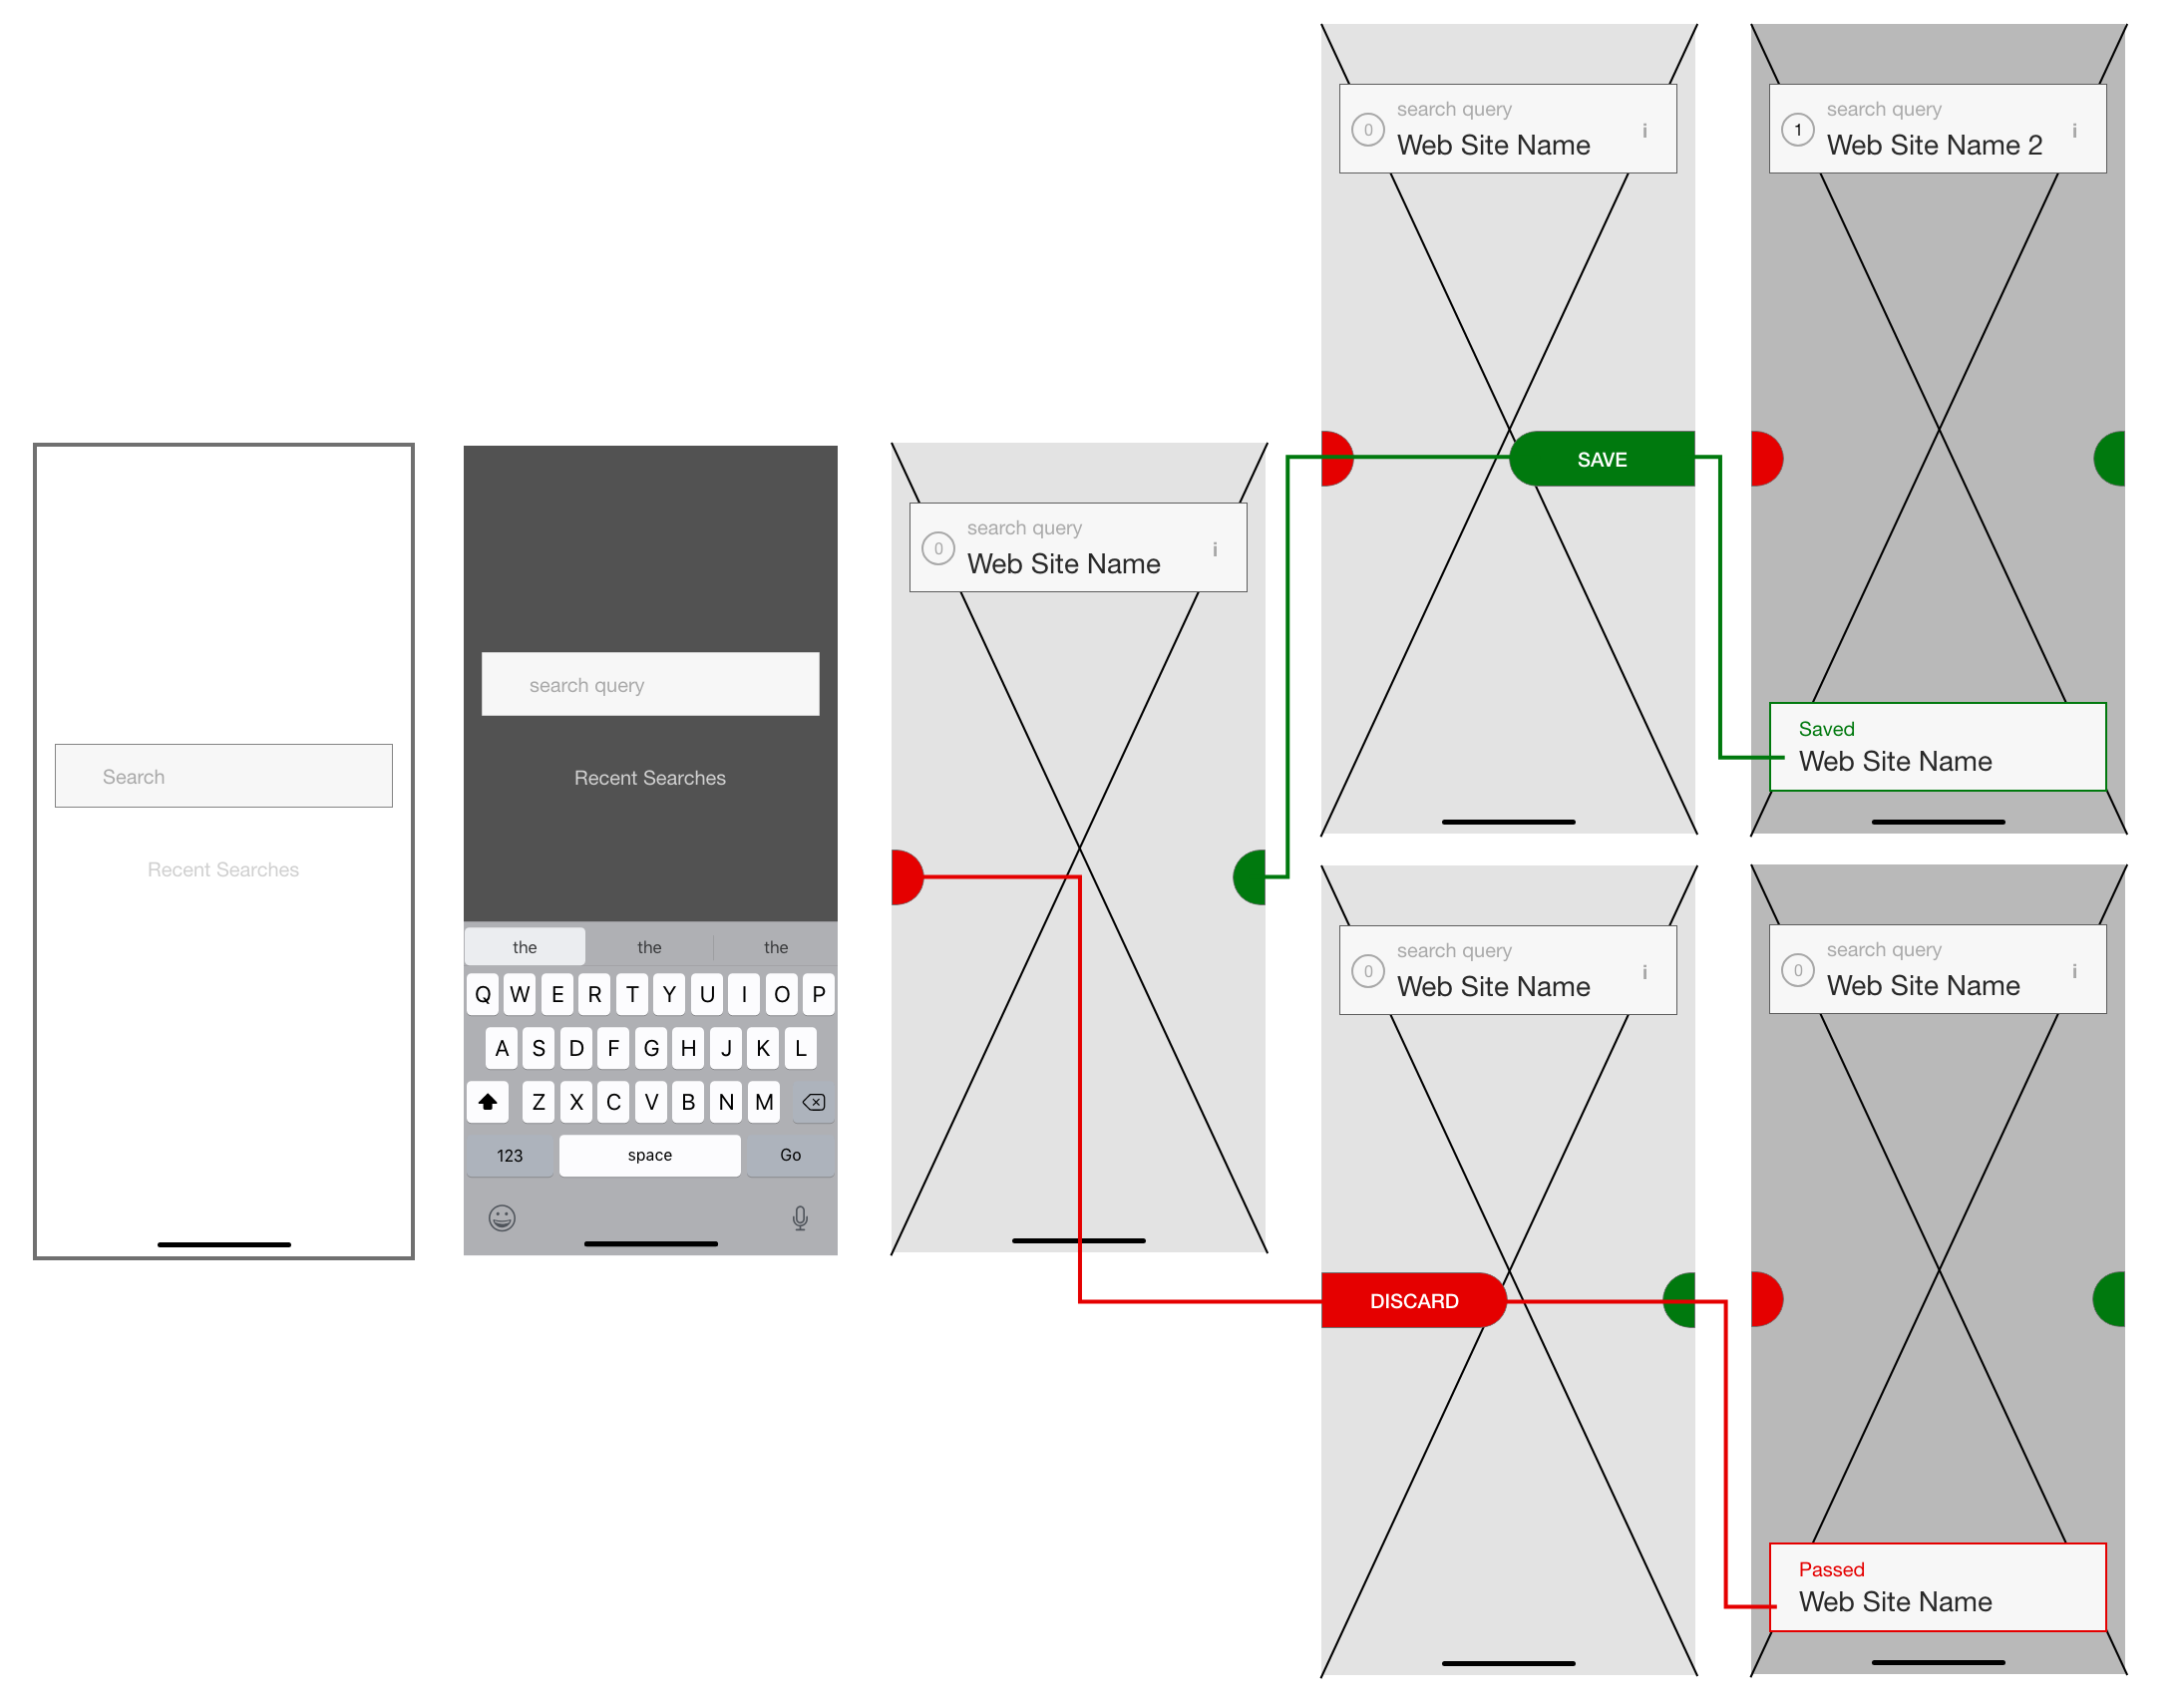 Search
Recent Searches
search query
Recent Searches
the the the
Q W E R T Y U I O P
A S D F G H J K L
Z X C V B N M
123 space Go
0
search query
Web Site Name
i
0
search query
Web Site Name
i
SAVE
1
search query
Web Site Name 2
i
Saved
Web Site Name
0
search query
Web Site Name
i
DISCARD
0
search query
Web Site Name
i
Passed
Web Site Name